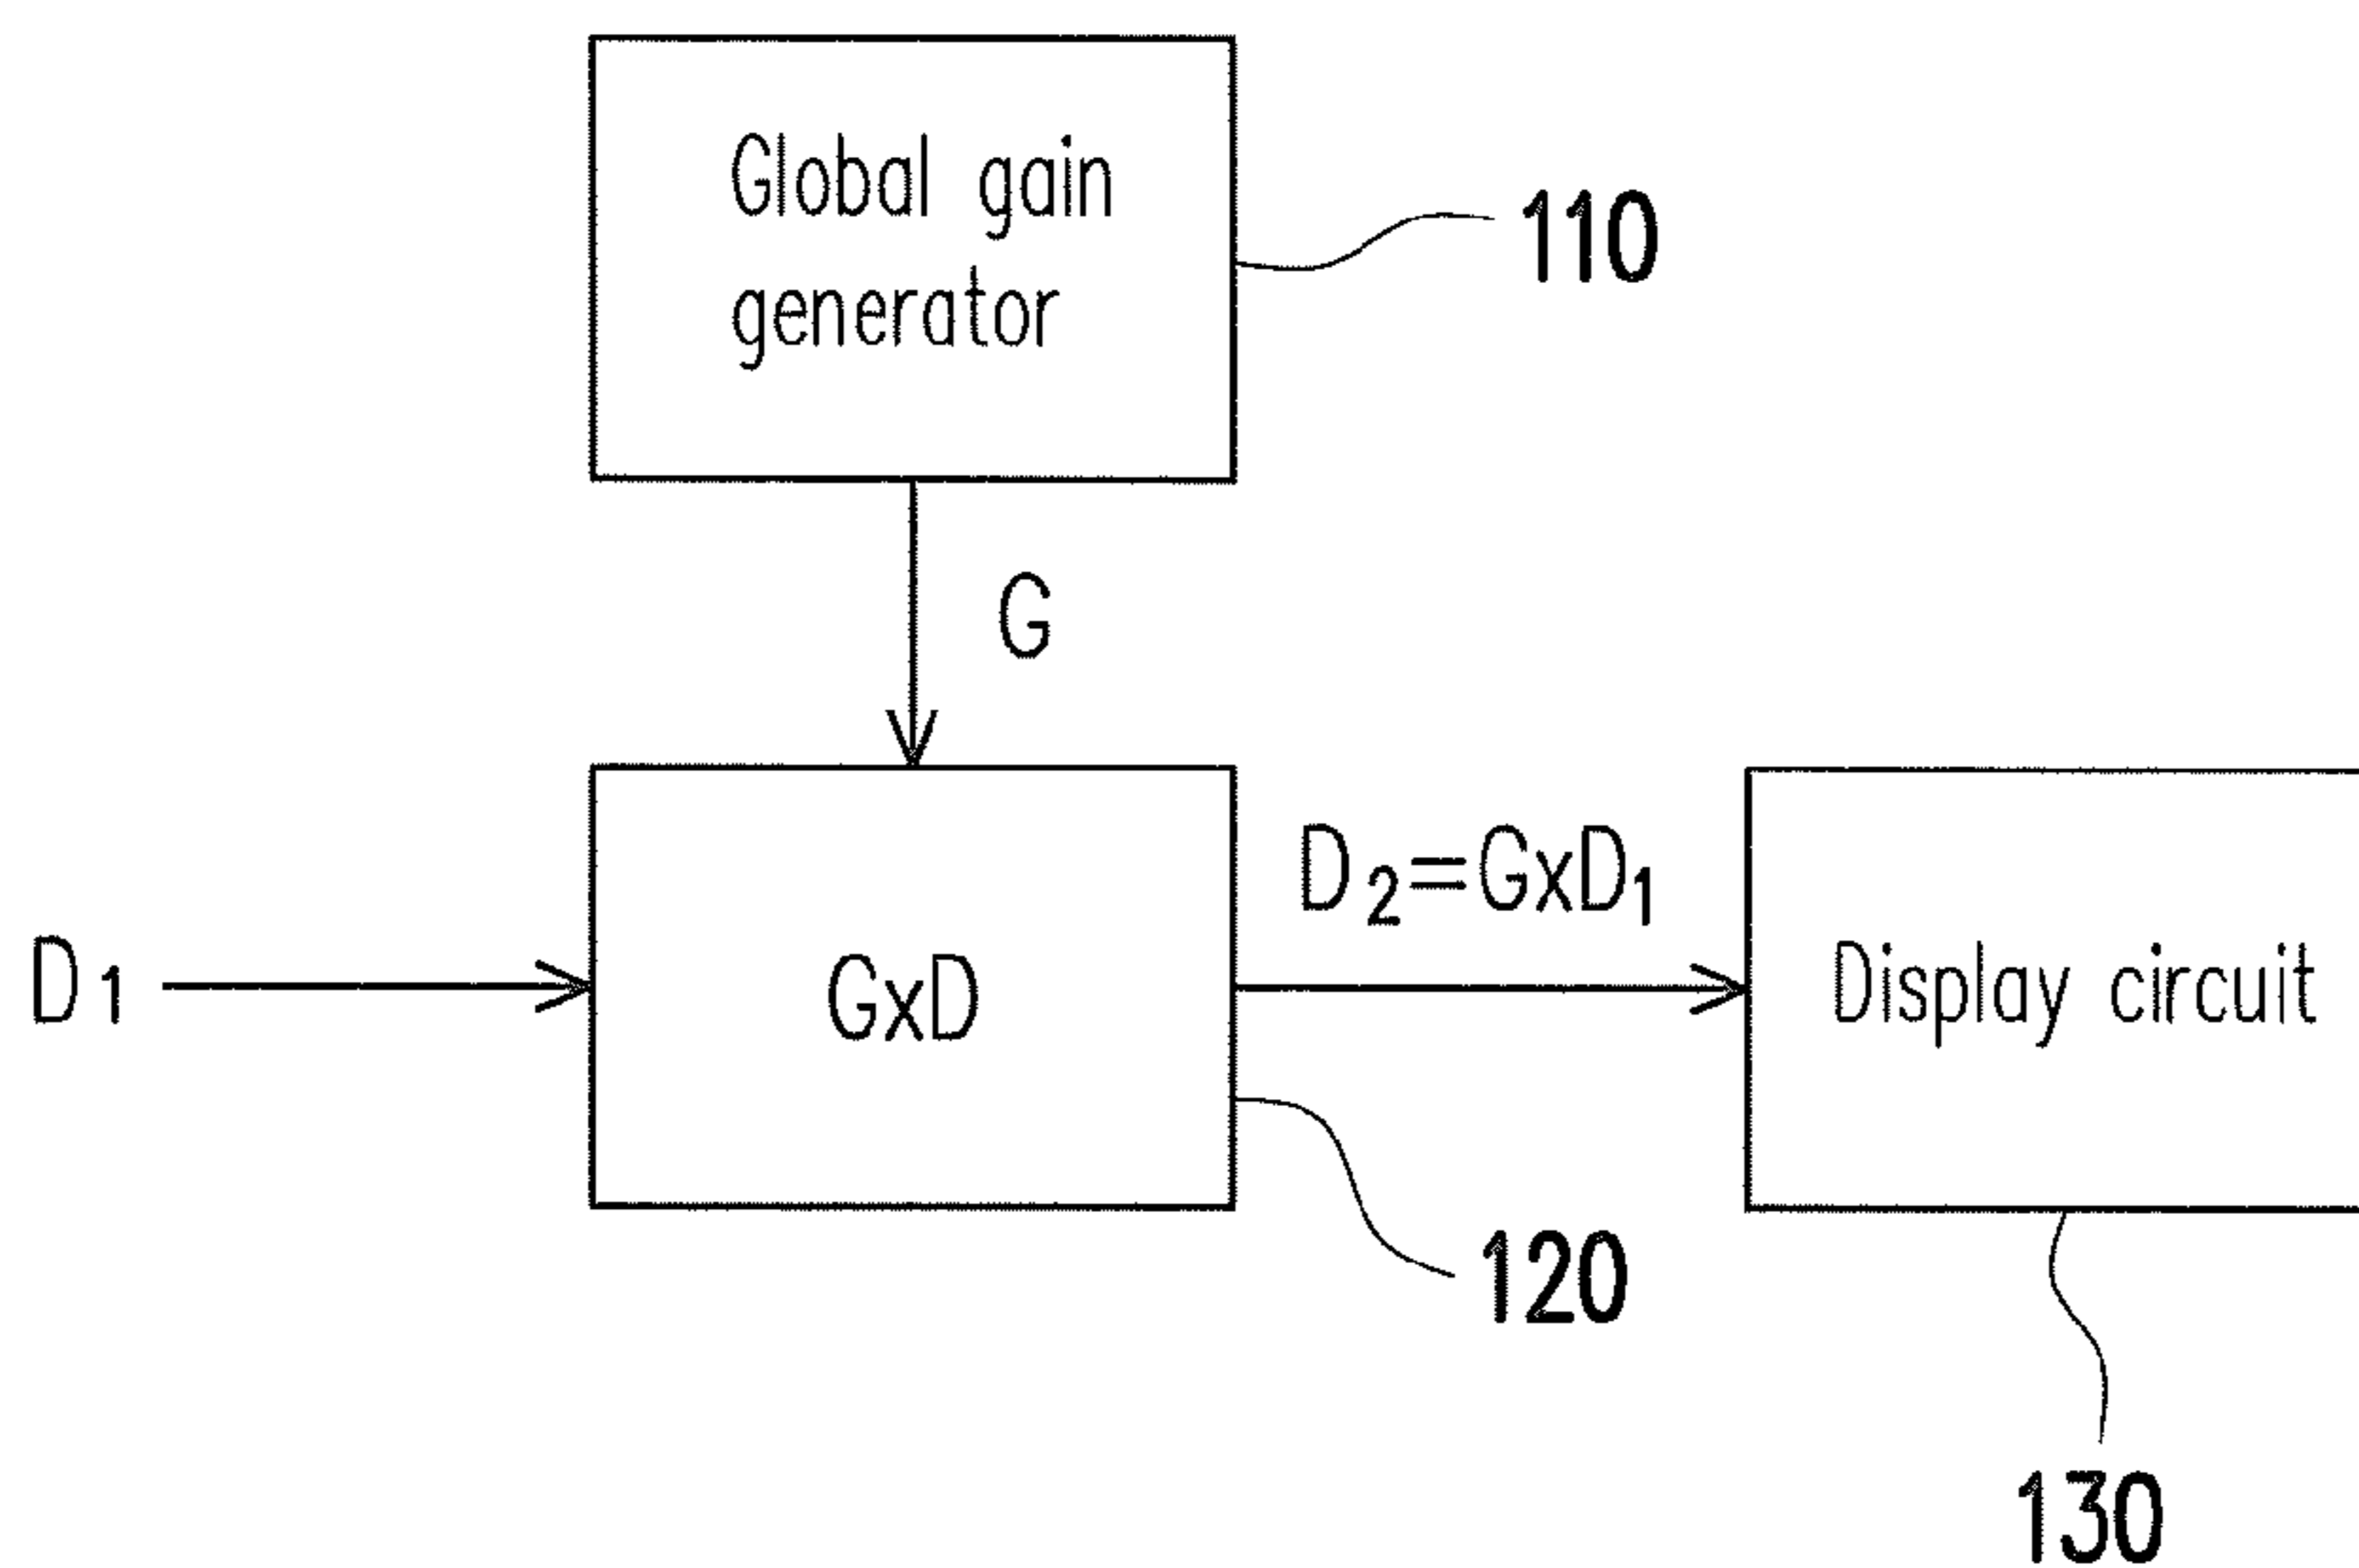 Global gain
generator
110
G
D₂=GxD₁
D₁
GxD
Display circuit
120
130